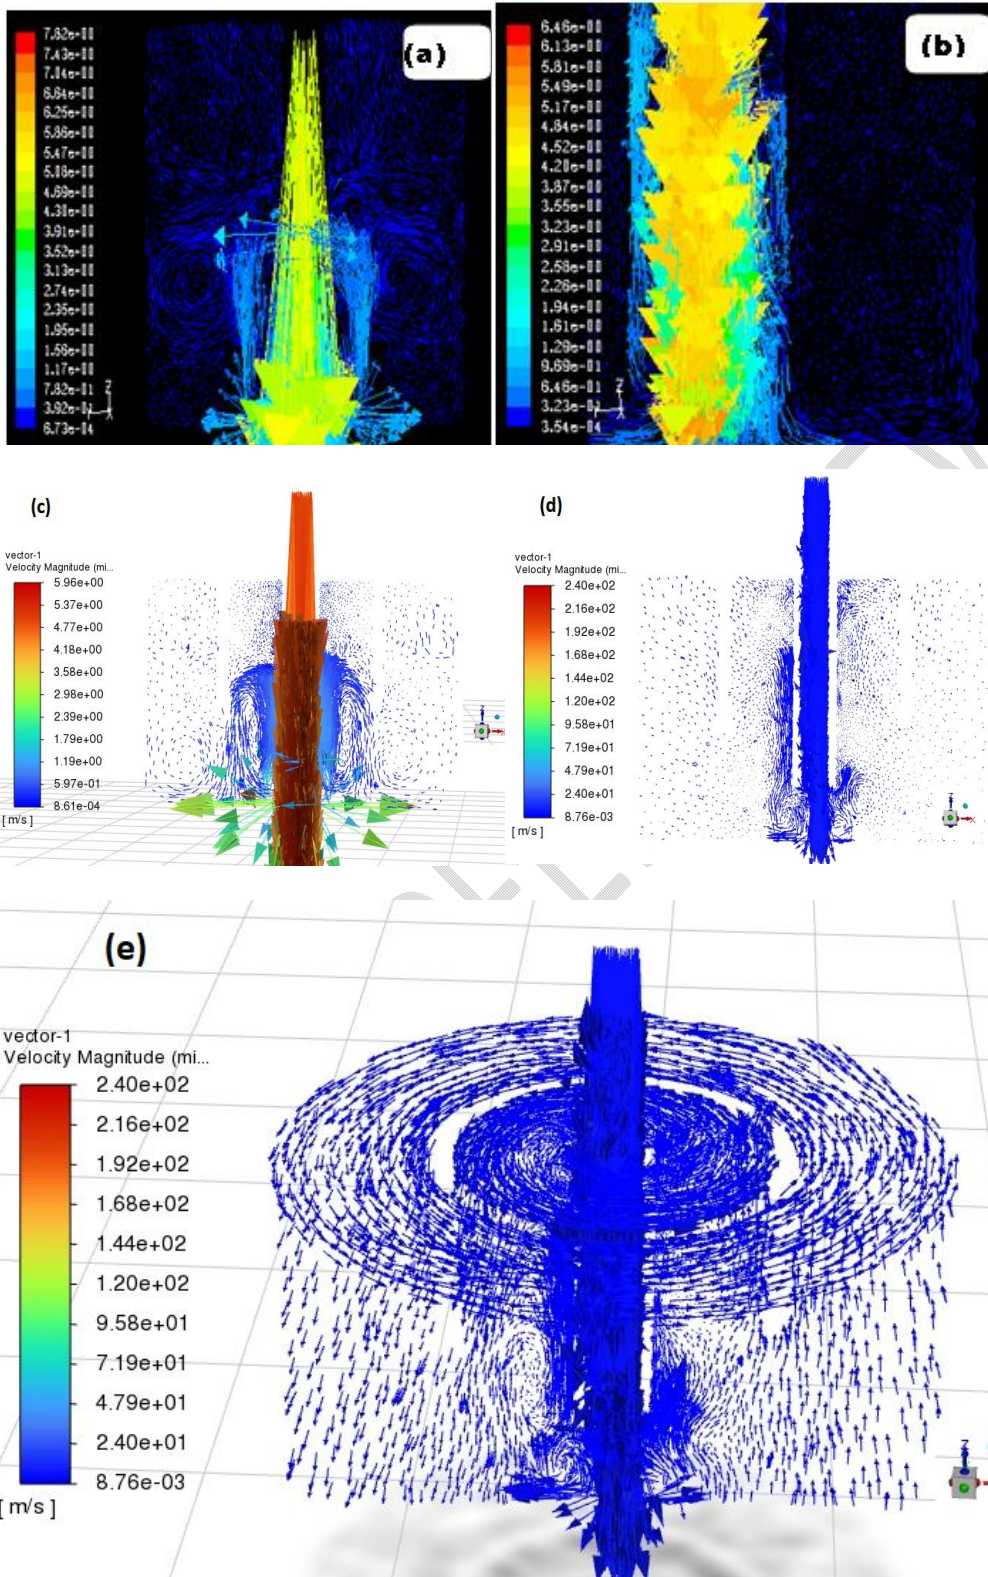 (a)
7.82e+00
7.43e+00
7.04e+00
6.64e+00
6.25e+00
5.86e+00
5.47e+00
5.08e+00
4.69e+00
4.30e+00
3.91e+00
3.52e+00
3.13e+00
2.74e+00
2.35e+00
1.95e+00
1.56e+00
1.17e+00
7.82e-01
3.92e-01
6.73e-04
Z
X
(b)
6.46e+00
6.13e+00
5.81e+00
5.49e+00
5.17e+00
4.84e+00
4.52e+00
4.20e+00
3.87e+00
3.55e+00
3.23e+00
2.91e+00
2.58e+00
2.26e+00
1.94e+00
1.61e+00
1.29e+00
9.69e-01
6.46e-01
3.23e-01
3.54e-04
Z
X
(c)
vector-1
Velocity Magnitude (mi...
5.96e+00
5.37e+00
4.77e+00
4.18e+00
3.58e+00
2.98e+00
2.39e+00
1.79e+00
1.19e+00
5.97e-01
8.61e-04
[ m/s ]
Z
(d)
vector-1
Velocity Magnitude (mi...
2.40e+02
2.16e+02
1.92e+02
1.68e+02
1.44e+02
1.20e+02
9.58e+01
7.19e+01
4.79e+01
2.40e+01
8.76e-03
[ m/s ]
Z
(e)
vector-1
Velocity Magnitude (mi...
2.40e+02
2.16e+02
1.92e+02
1.68e+02
1.44e+02
1.20e+02
9.58e+01
7.19e+01
4.79e+01
2.40e+01
8.76e-03
[ m/s ]
Z